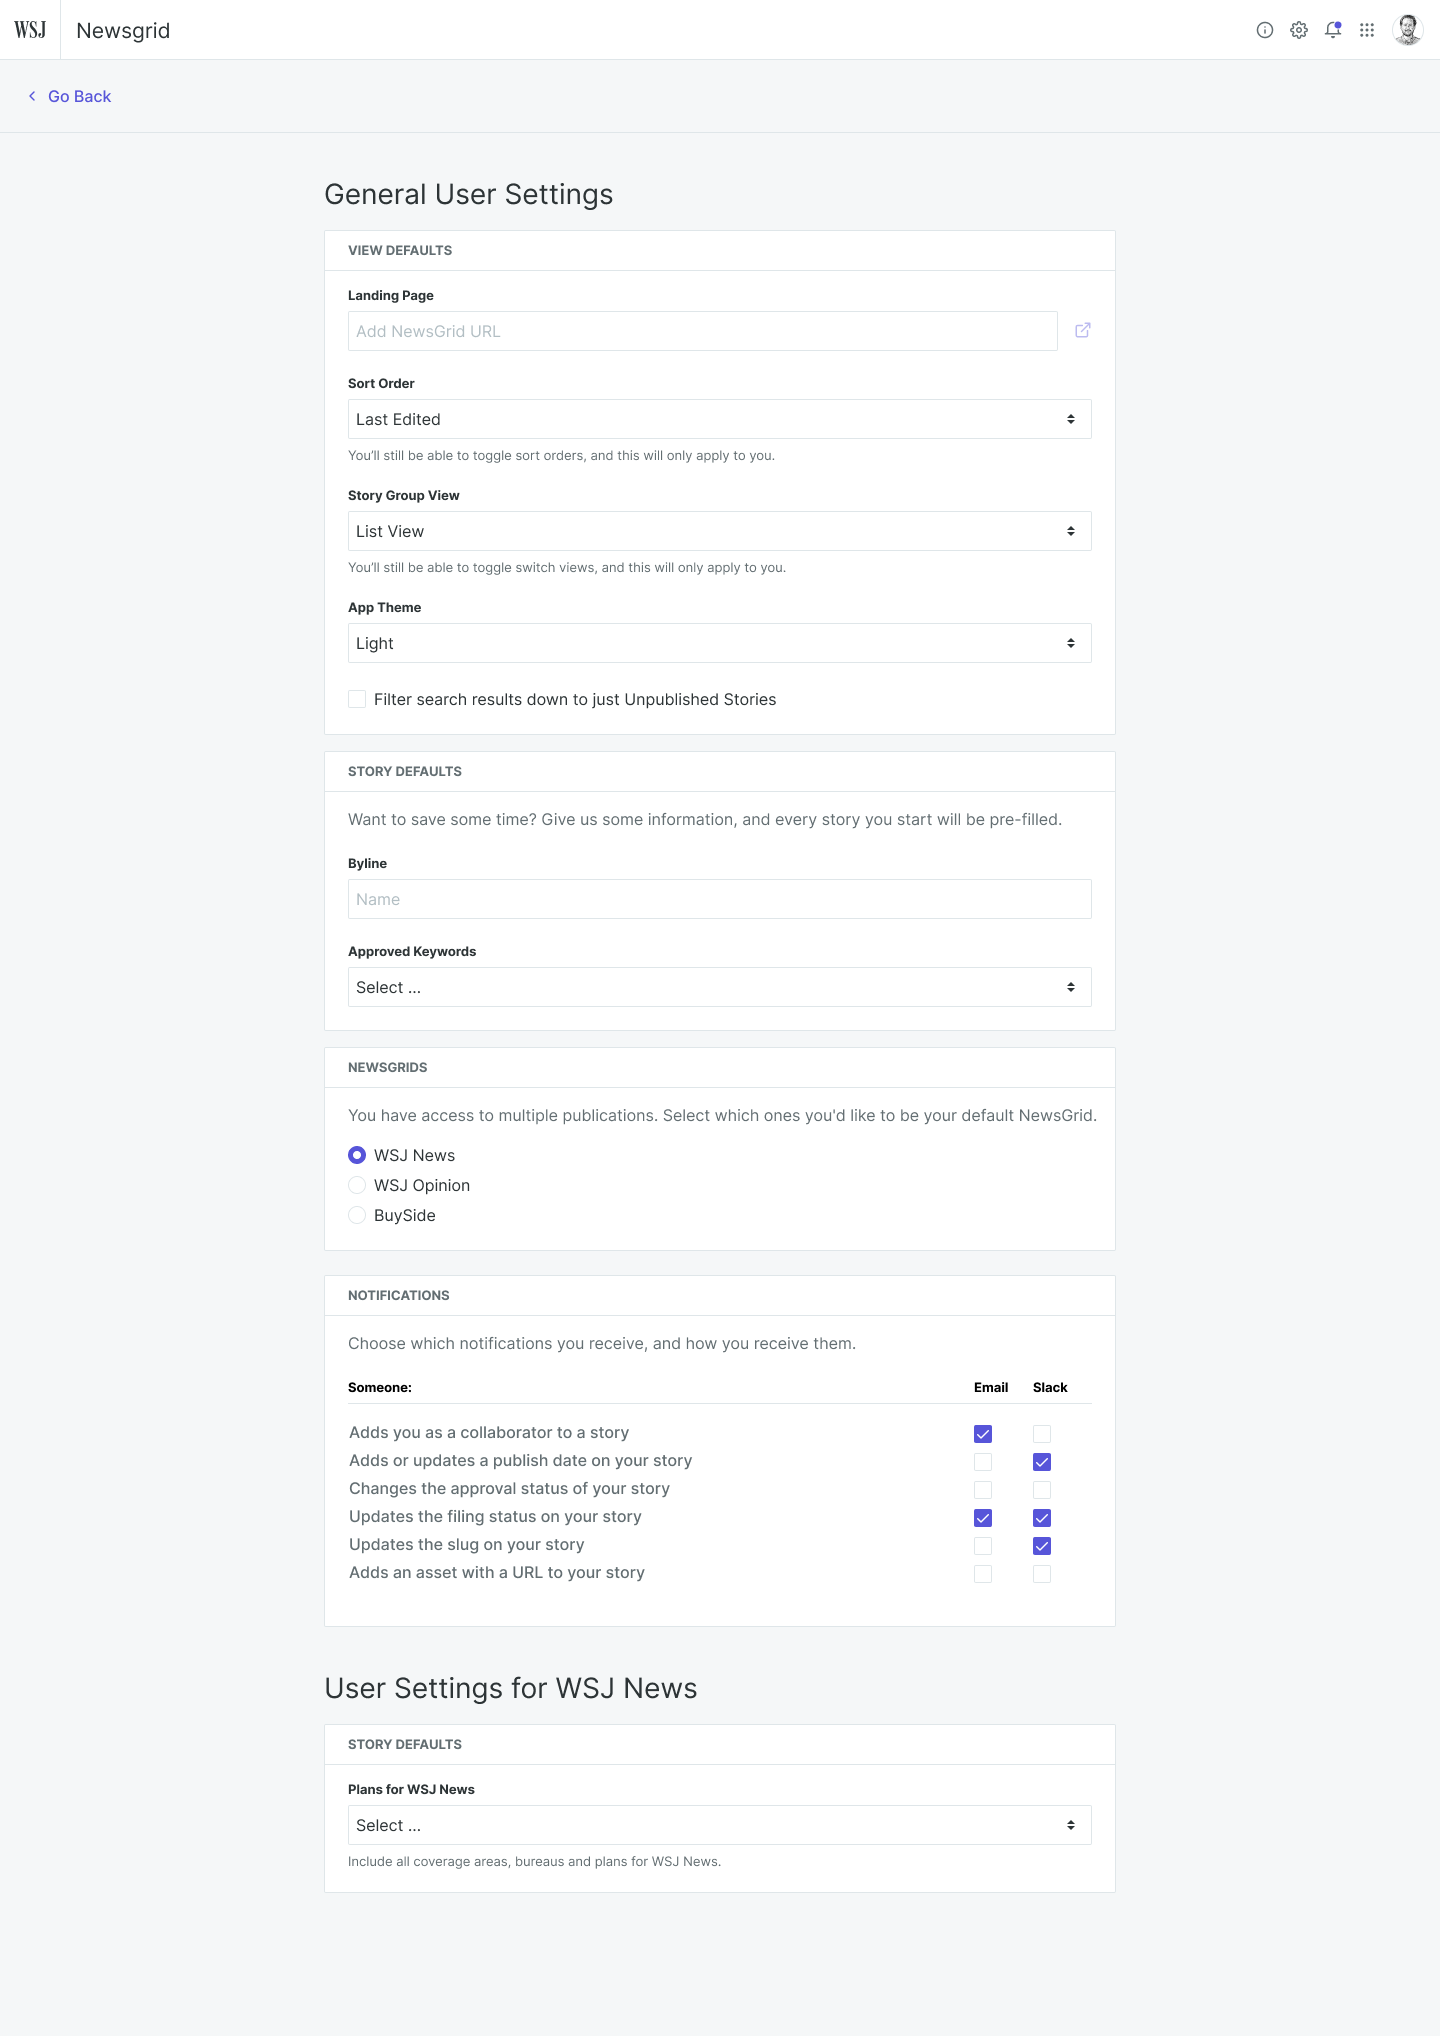 WSJ Newsgrid
Go Back
General User Settings
VIEW DEFAULTS
Landing Page
Add NewsGrid URL
Sort Order
Last Edited
You’ll still be able to toggle sort orders, and this will only apply to you.
Story Group View
List View
You’ll still be able to toggle switch views, and this will only apply to you.
App Theme
Light
Filter search results down to just Unpublished Stories
STORY DEFAULTS
Want to save some time? Give us some information, and every story you start will be pre-filled.
Byline
Name
Approved Keywords
Select ...
NEWSGRIDS
You have access to multiple publications. Select which ones you'd like to be your default NewsGrid.
WSJ News
WSJ Opinion
BuySide
NOTIFICATIONS
Choose which notifications you receive, and how you receive them.
Someone: Email Slack
Adds you as a collaborator to a story
Adds or updates a publish date on your story
Changes the approval status of your story
Updates the filing status on your story
Updates the slug on your story
Adds an asset with a URL to your story
User Settings for WSJ News
STORY DEFAULTS
Plans for WSJ News
Select ...
Include all coverage areas, bureaus and plans for WSJ News.